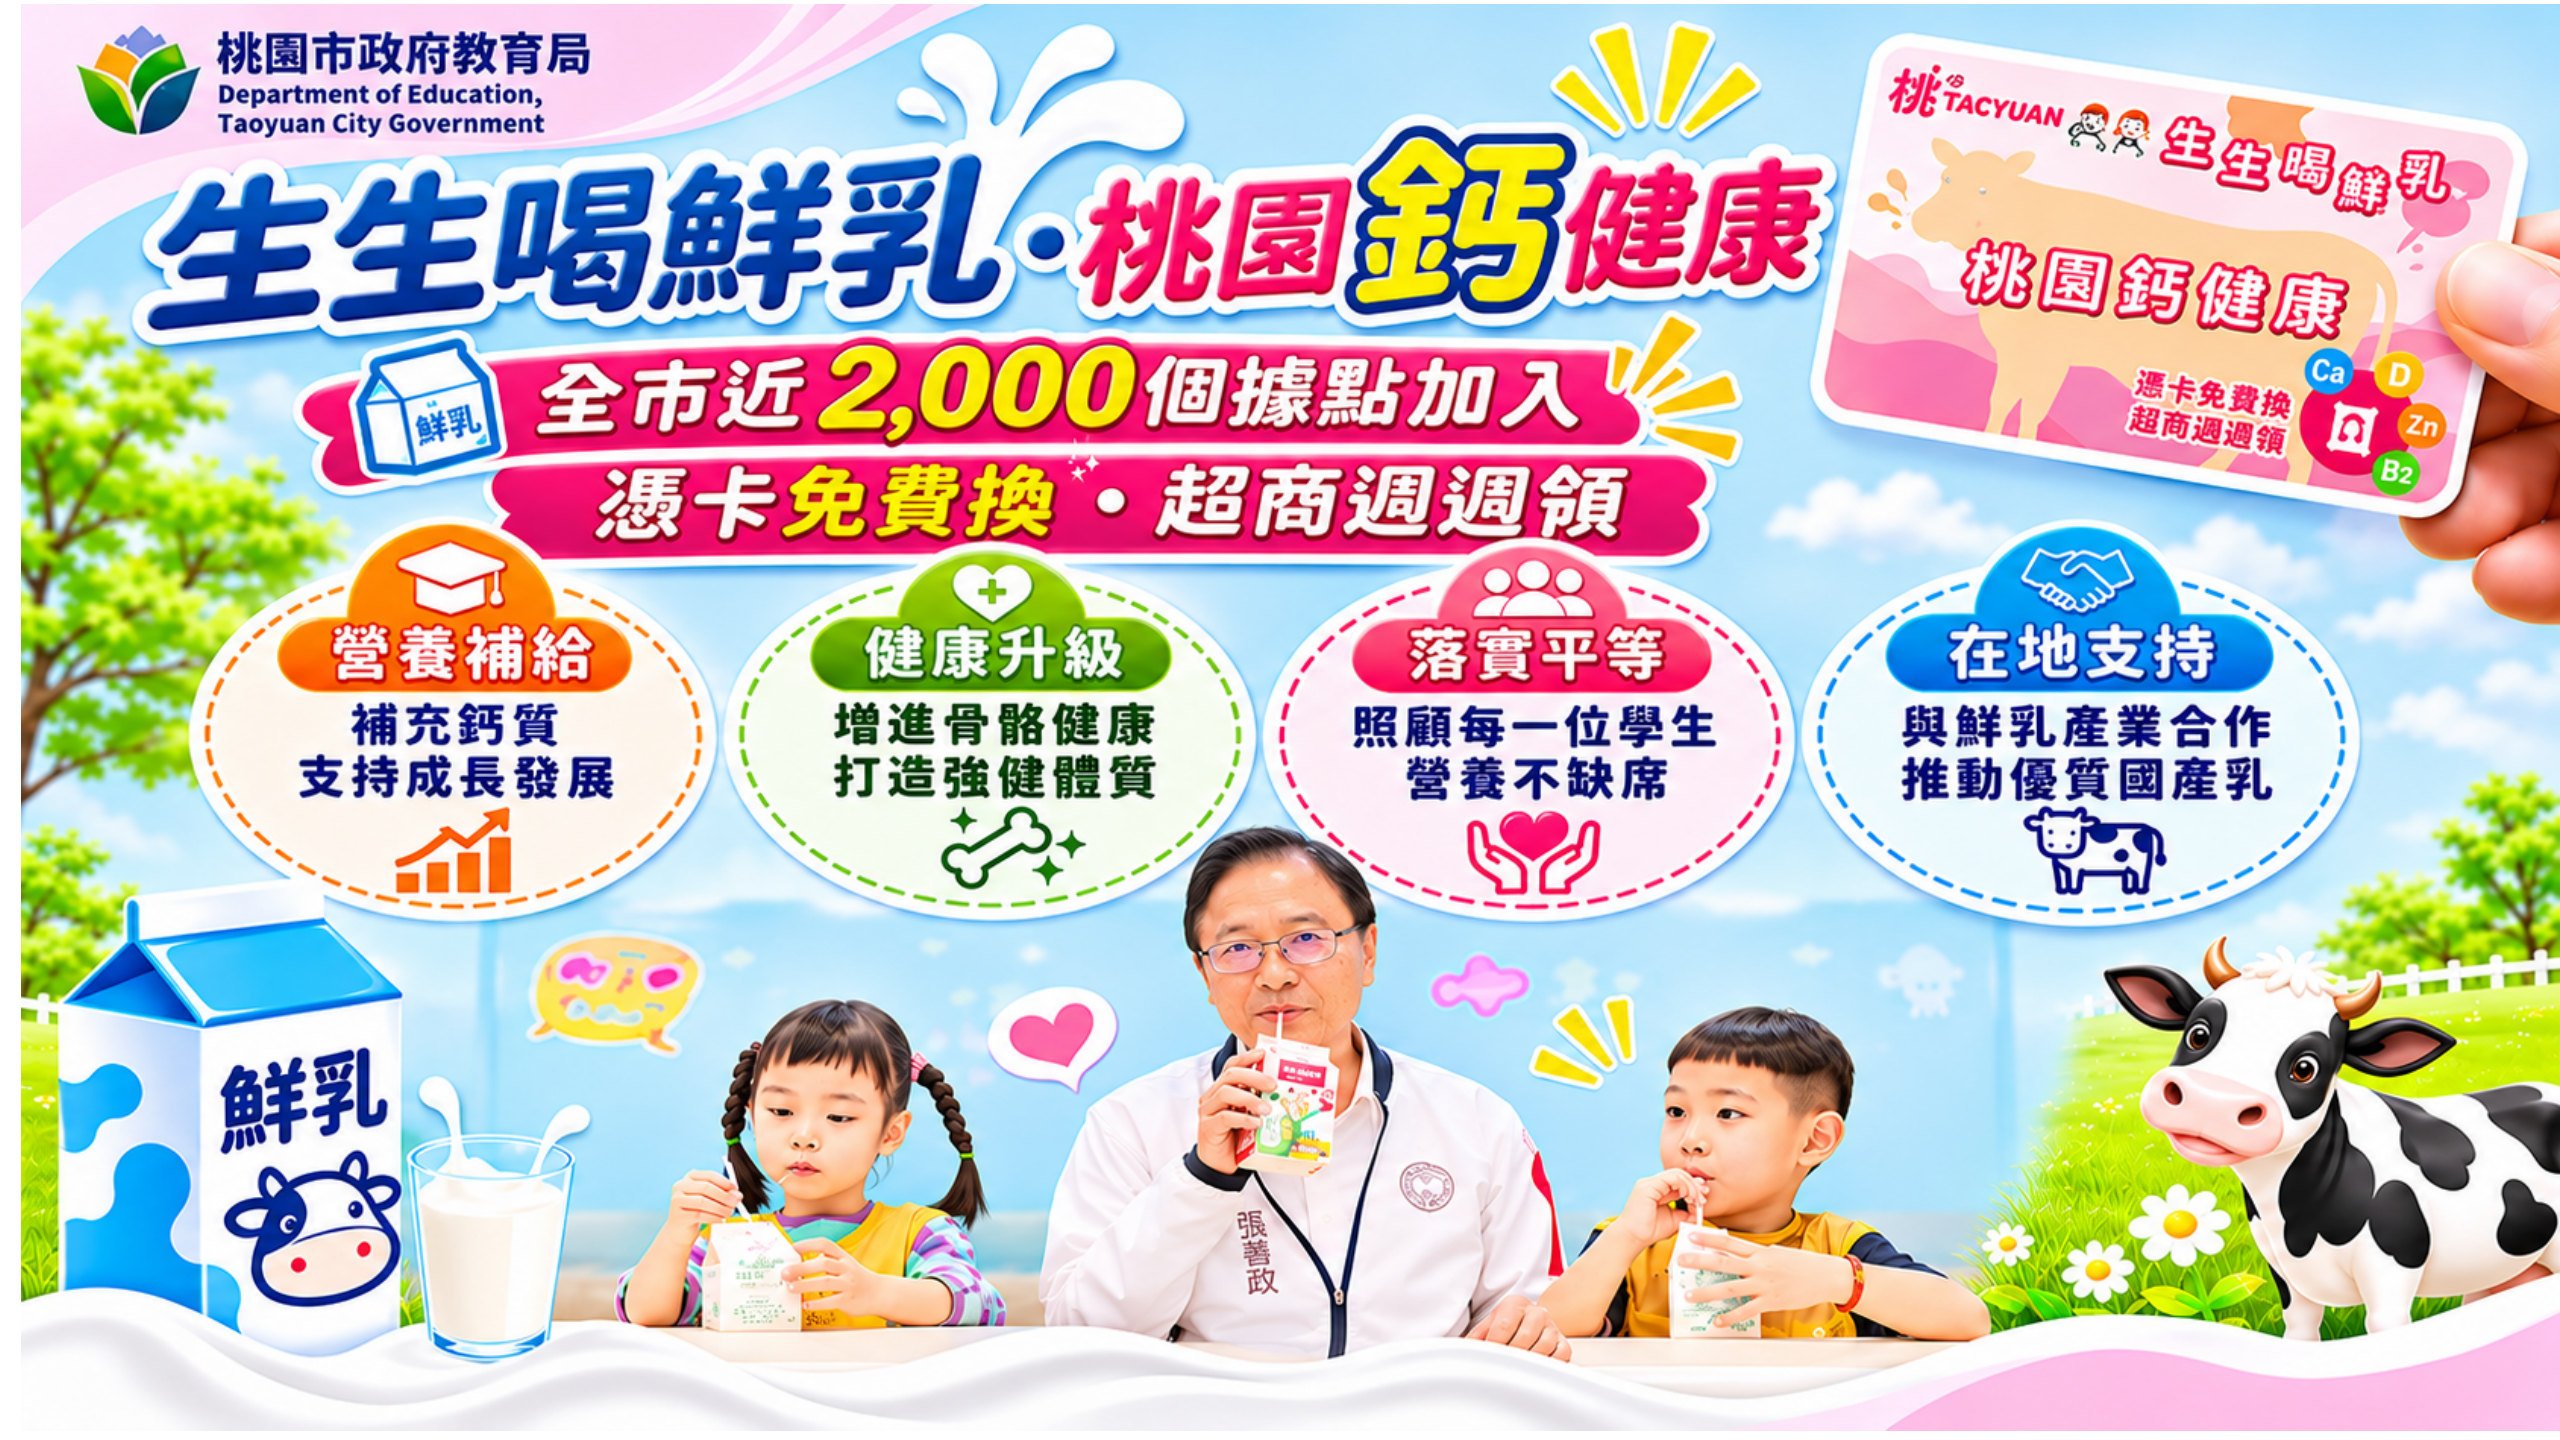 桃園市政府教育局
Department of Education,
Taoyuan City Government
生生喝鮮乳・桃園鈣健康
鮮乳
全市近2,000個據點加入
憑卡免費換・超商週週領
桃TACYUAN
生生喝鮮乳
桃園鈣健康
憑卡免費換
超商週週領
Ca
D
Zn
B2
營養補給
補充鈣質
支持成長發展
健康升級
增進骨骼健康
打造強健體質
落實平等
照顧每一位學生
營養不缺席
在地支持
與鮮乳產業合作
推動優質國產乳
鮮乳
張善政